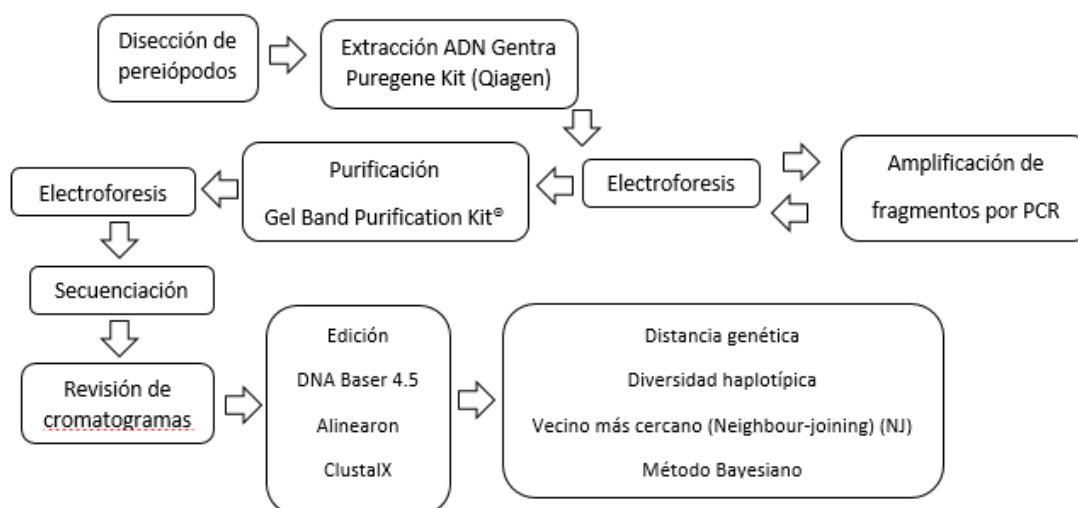 Disección de
pereiópodos
Extracción ADN Gentra
Puregene Kit (Qiagen)
Electroforesis
Amplificación de
fragmentos por PCR
Purificación
Gel Band Purification Kit®
Electroforesis
Secuenciación
Revisión de
cromatogramas
Edición
DNA Baser 4.5
Alinearon
ClustalX
Distancia genética
Diversidad haplotípica
Vecino más cercano (Neighbour-joining) (NJ)
Método Bayesiano